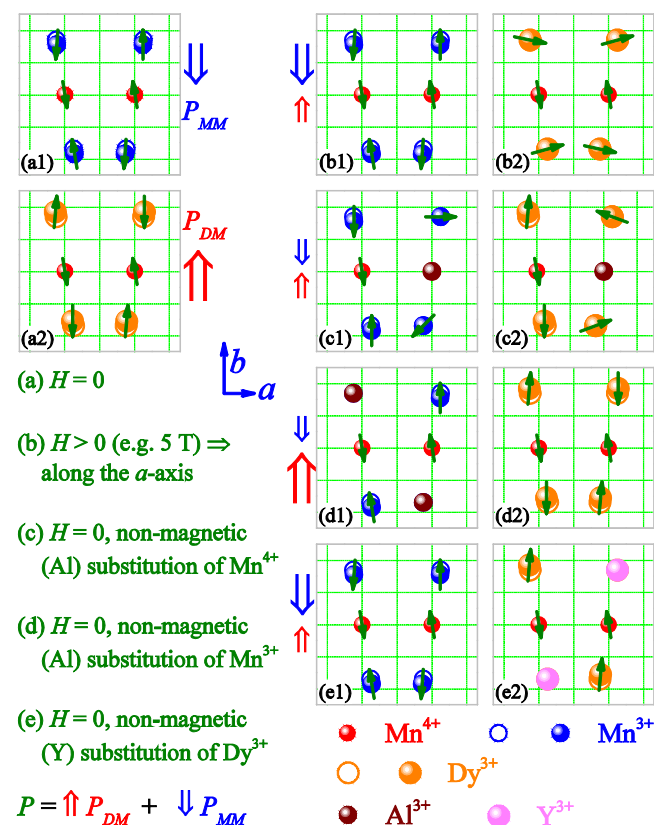 (a1)
P_MM
(b1)
(b2)
(a2)
P_DM
(c1)
(c2)
b
a
(a) H = 0
(b) H > 0 (e.g. 5 T) ⇒
along the a-axis
(d1)
(d2)
(c) H = 0, non-magnetic
(Al) substitution of Mn⁴⁺
(d) H = 0, non-magnetic
(Al) substitution of Mn³⁺
(e1)
(e2)
(e) H = 0, non-magnetic
(Y) substitution of Dy³⁺
Mn⁴⁺ Mn³⁺
Dy³⁺
P = ⇑ P_DM + ⇓ P_MM
Al³⁺ Y³⁺